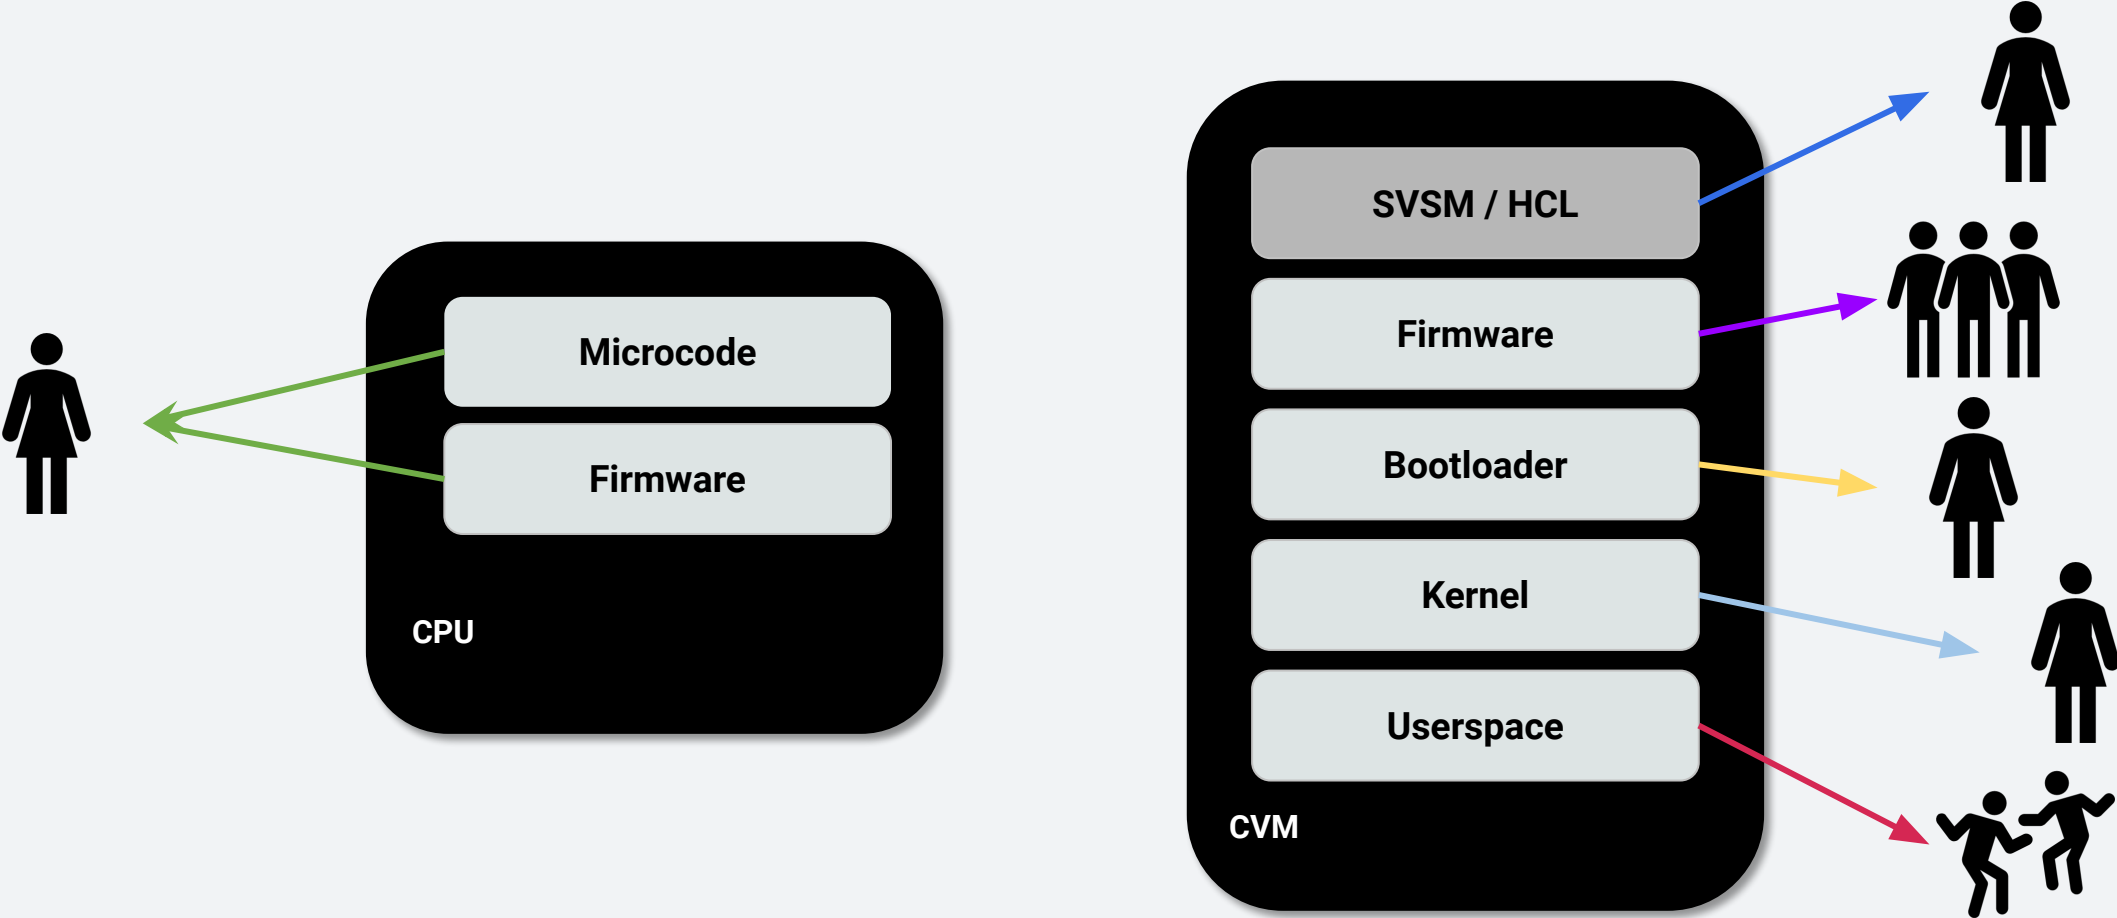 Microcode
Firmware
CPU
SVSM / HCL
Firmware
Bootloader
Kernel
Userspace
CVM